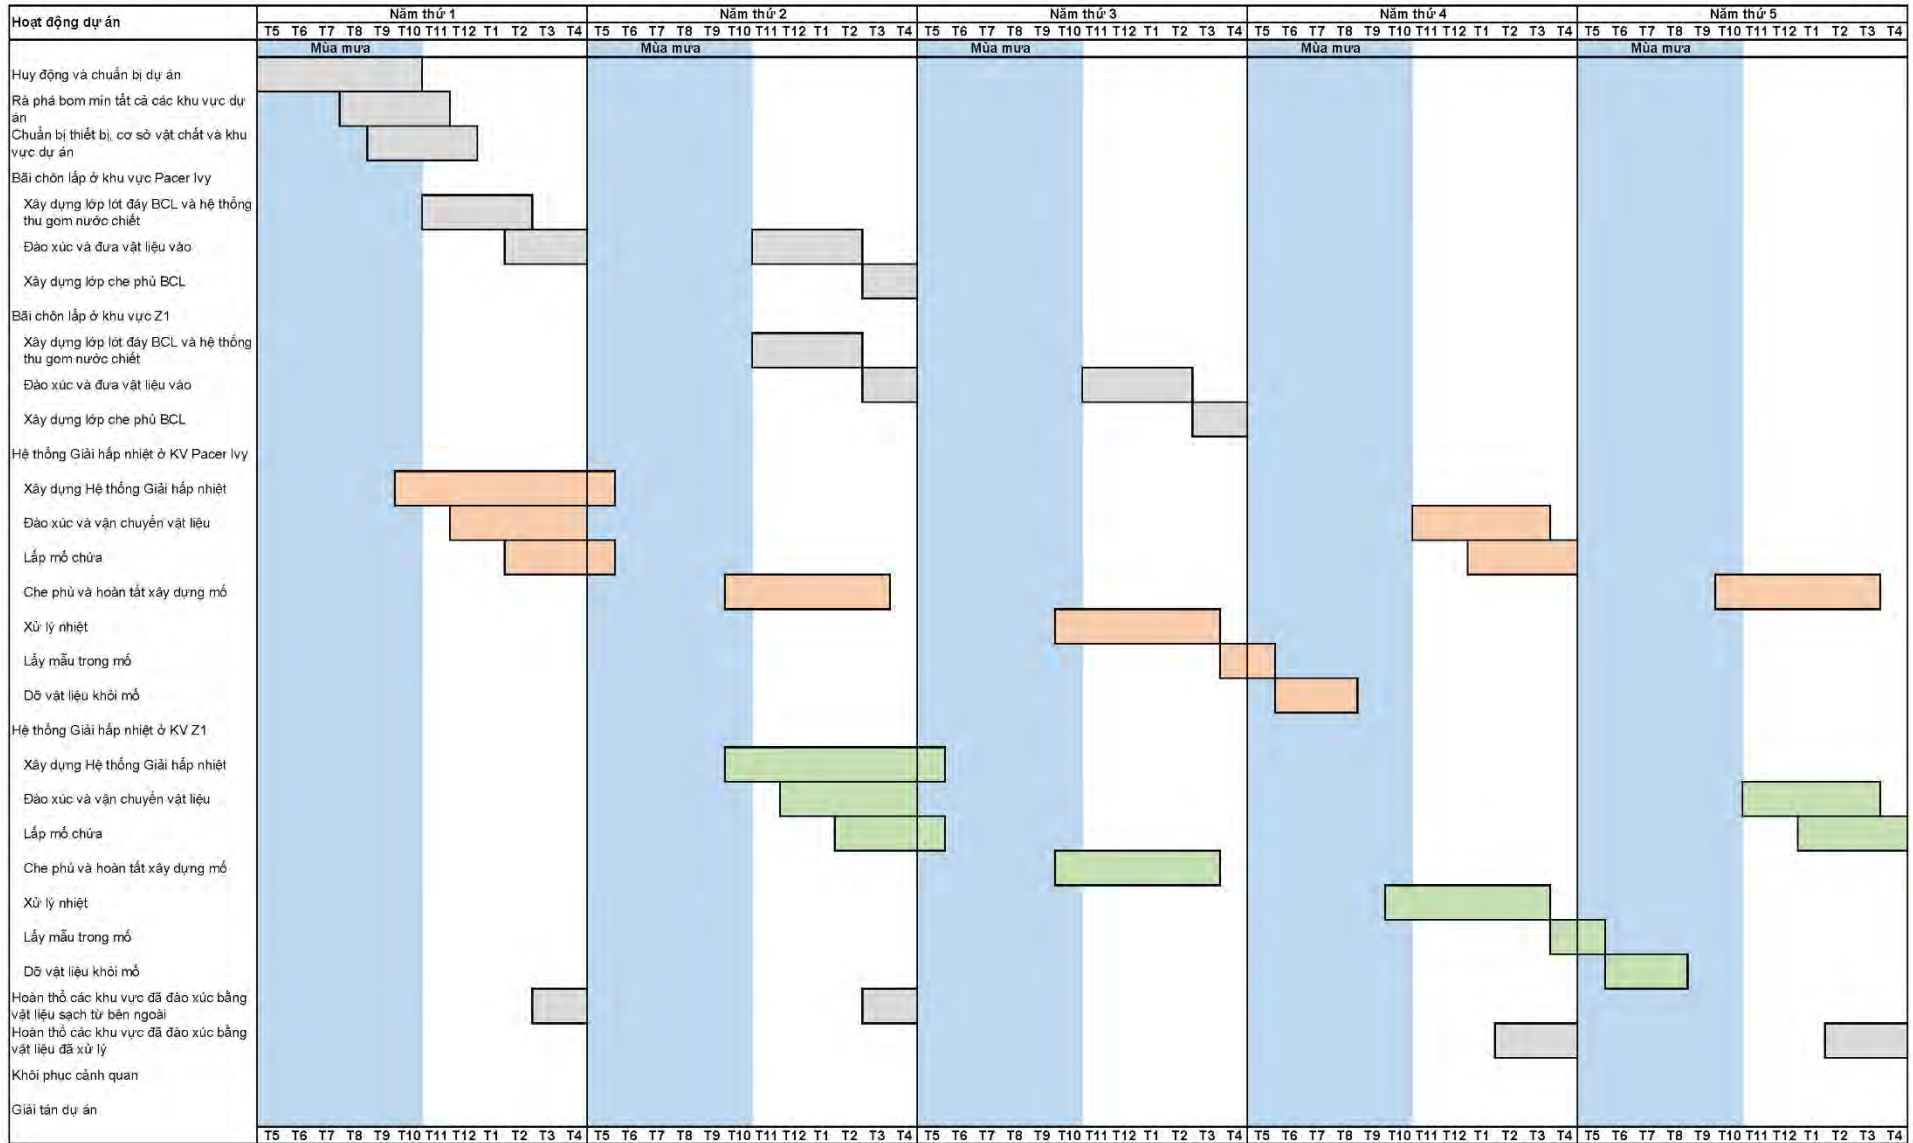 Hoạt động dự án
Năm thứ 1 Năm thứ 2 Năm thứ 3 Năm thứ 4 Năm thứ 5
T5 T6 T7 T8 T9 T10 T11 T12 T1 T2 T3 T4 T5 T6 T7 T8 T9 T10 T11 T12 T1 T2 T3 T4 T5 T6 T7 T8 T9 T10 T11 T12 T1 T2 T3 T4 T5 T6 T7 T8 T9 T10 T11 T12 T1 T2 T3 T4 T5 T6 T7 T8 T9 T10 T11 T12 T1 T2 T3 T4
Mùa mưa Mùa mưa Mùa mưa Mùa mưa Mùa mưa
Huy động và chuẩn bị dự án
Rà phá bom mìn tất cả các khu vực dự
án
Chuẩn bị thiết bị, cơ sở vật chất và khu
vực dự án
Bãi chôn lấp ở khu vực Pacer Ivy
Xây dựng lớp lót đáy BCL và hệ thống
thu gom nước chiết
Đào xúc và đưa vật liệu vào
Xây dựng lớp che phủ BCL
Bãi chôn lấp ở khu vực Z1
Xây dựng lớp lót đáy BCL và hệ thống
thu gom nước chiết
Đào xúc và đưa vật liệu vào
Xây dựng lớp che phủ BCL
Hệ thống Giải hấp nhiệt ở KV Pacer Ivy
Xây dựng Hệ thống Giải hấp nhiệt
Đào xúc và vận chuyển vật liệu
Lấp mố chứa
Che phủ và hoàn tất xây dựng mố
Xử lý nhiệt
Lấy mẫu trong mố
Dỡ vật liệu khỏi mố
Hệ thống Giải hấp nhiệt ở KV Z1
Xây dựng Hệ thống Giải hấp nhiệt
Đào xúc và vận chuyển vật liệu
Lấp mố chứa
Che phủ và hoàn tất xây dựng mố
Xử lý nhiệt
Lấy mẫu trong mố
Dỡ vật liệu khỏi mố
Hoàn thổ các khu vực đã đào xúc bằng
vật liệu sạch từ bên ngoài
Hoàn thổ các khu vực đã đào xúc bằng
vật liệu đã xử lý
Khôi phục cảnh quan
Giải tán dự án
T5 T6 T7 T8 T9 T10 T11 T12 T1 T2 T3 T4 T5 T6 T7 T8 T9 T10 T11 T12 T1 T2 T3 T4 T5 T6 T7 T8 T9 T10 T11 T12 T1 T2 T3 T4 T5 T6 T7 T8 T9 T10 T11 T12 T1 T2 T3 T4 T5 T6 T7 T8 T9 T10 T11 T12 T1 T2 T3 T4